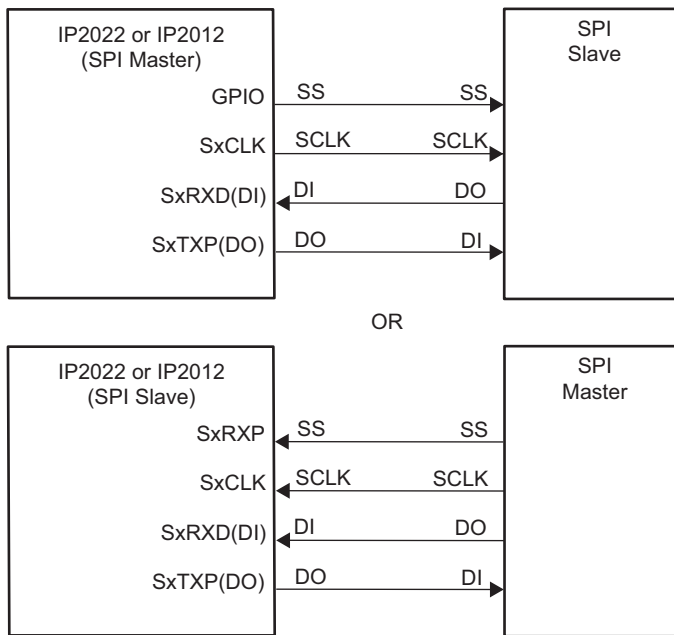 IP2022 or IP2012
(SPI Master)
SPI
Slave
GPIO SS SS
SxCLK SCLK SCLK
SxRXD(DI) DI DO
SxTXP(DO) DO DI
OR
IP2022 or IP2012
(SPI Slave)
SPI
Master
SxRXP SS SS
SxCLK SCLK SCLK
SxRXD(DI) DI DO
SxTXP(DO) DO DI